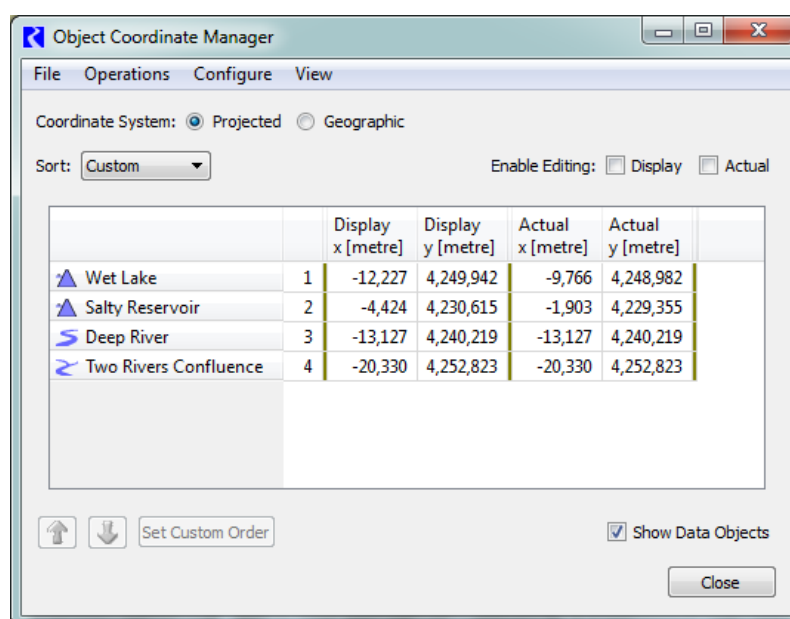 Object Coordinate Manager
File Operations Configure View
Coordinate System: Projected Geographic
Sort: Custom Enable Editing: Display Actual
Display Display Actual Actual
x [metre] y [metre] x [metre] y [metre]
Wet Lake 1 -12,227 4,249,942 -9,766 4,248,982
Salty Reservoir 2 -4,424 4,230,615 -1,903 4,229,355
Deep River 3 -13,127 4,240,219 -13,127 4,240,219
Two Rivers Confluence 4 -20,330 4,252,823 -20,330 4,252,823
Set Custom Order Show Data Objects
Close